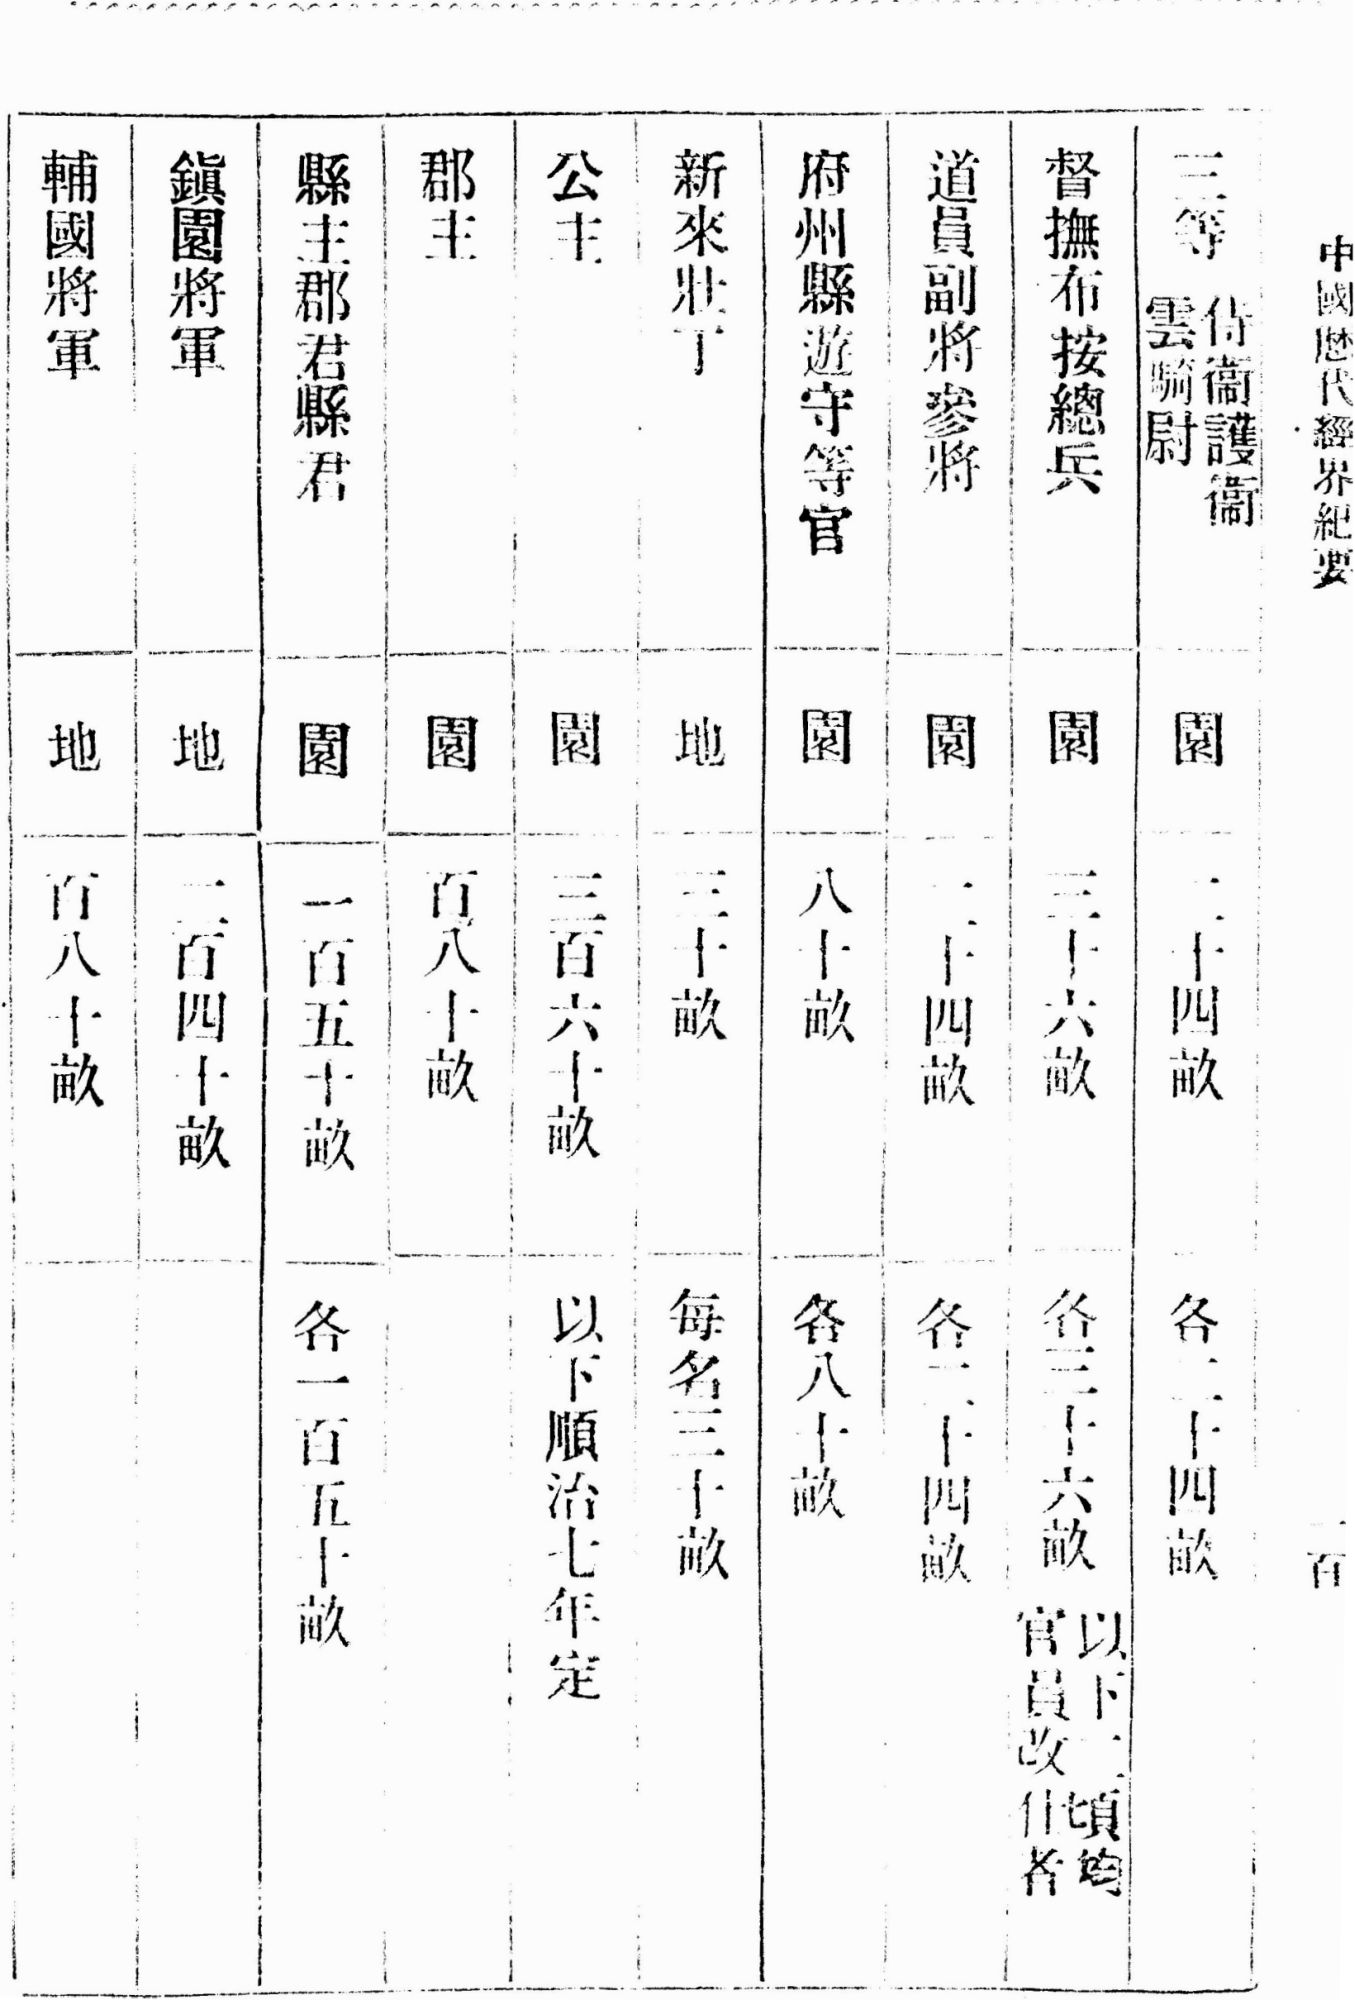 中國歷代經界紀要
一百
三等 侍衞護衞 雲騎尉 園 二十四畝 各二十四畝
督撫布按總兵 園 三十六畝 各三十六畝 以下二項均官員改任者
道員副將參將 園 二十四畝 各二十四畝
府州縣遊守等官 園 八十畝 各八十畝
新來壯丁 地 三十畝 每名三十畝
公主 園 三百六十畝 以下順治七年定
郡主 園 百八十畝
縣主郡君縣君 園 一百五十畝 各一百五十畝
鎭園將軍 地 二百四十畝
輔國將軍 地 百八十畝